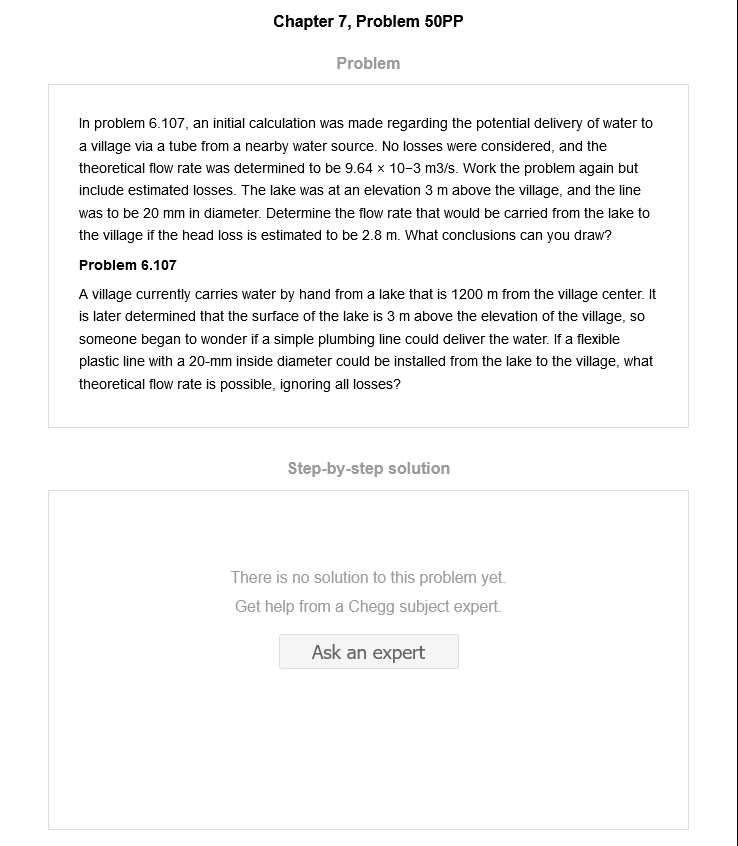 Chapter 7, Problem 50PP
Problem
In problem 6.107, an initial calculation was made regarding the potential delivery of water to
a village via a tube from a nearby water source. No losses were considered, and the
theoretical flow rate was determined to be 9.64 × 10−3 m3/s. Work the problem again but
include estimated losses. The lake was at an elevation 3 m above the village, and the line
was to be 20 mm in diameter. Determine the flow rate that would be carried from the lake to
the village if the head loss is estimated to be 2.8 m. What conclusions can you draw?
Problem 6.107
A village currently carries water by hand from a lake that is 1200 m from the village center. It
is later determined that the surface of the lake is 3 m above the elevation of the village, so
someone began to wonder if a simple plumbing line could deliver the water. If a flexible
plastic line with a 20-mm inside diameter could be installed from the lake to the village, what
theoretical flow rate is possible, ignoring all losses?
Step-by-step solution
There is no solution to this problem yet.
Get help from a Chegg subject expert.
Ask an expert